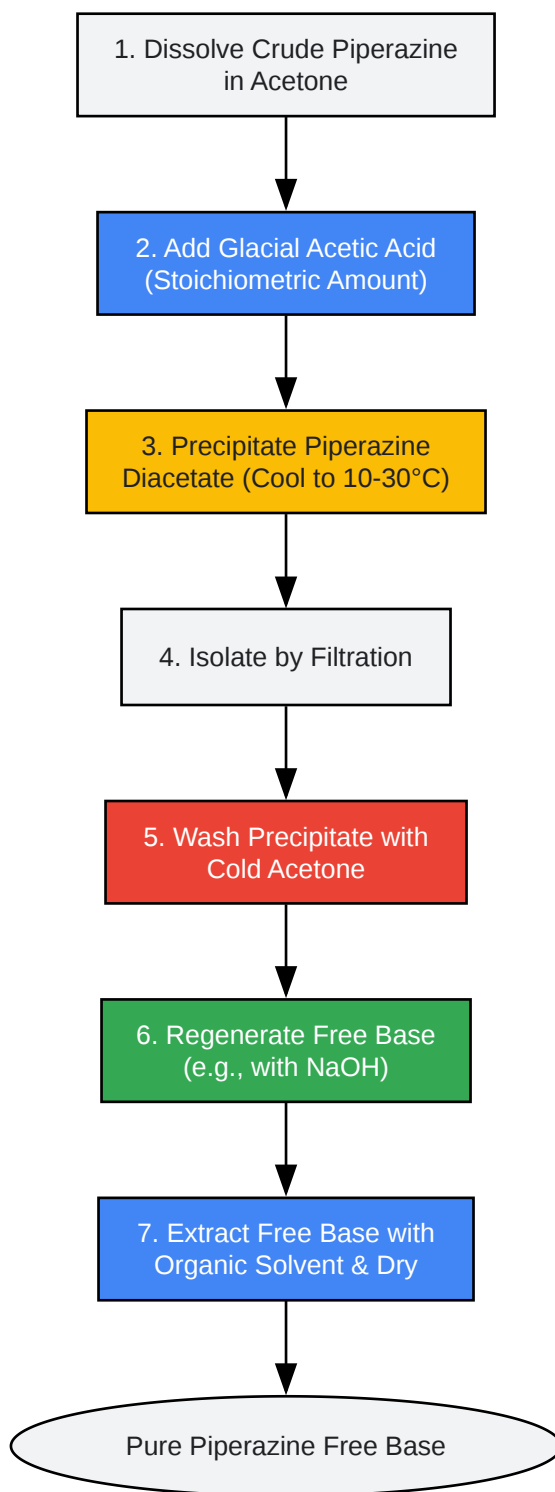 1. Dissolve Crude Piperazine
in Acetone
2. Add Glacial Acetic Acid
(Stoichiometric Amount)
3. Precipitate Piperazine
Diacetate (Cool to 10-30°C)
4. Isolate by Filtration
5. Wash Precipitate with
Cold Acetone
6. Regenerate Free Base
(e.g., with NaOH)
7. Extract Free Base with
Organic Solvent & Dry
Pure Piperazine Free Base